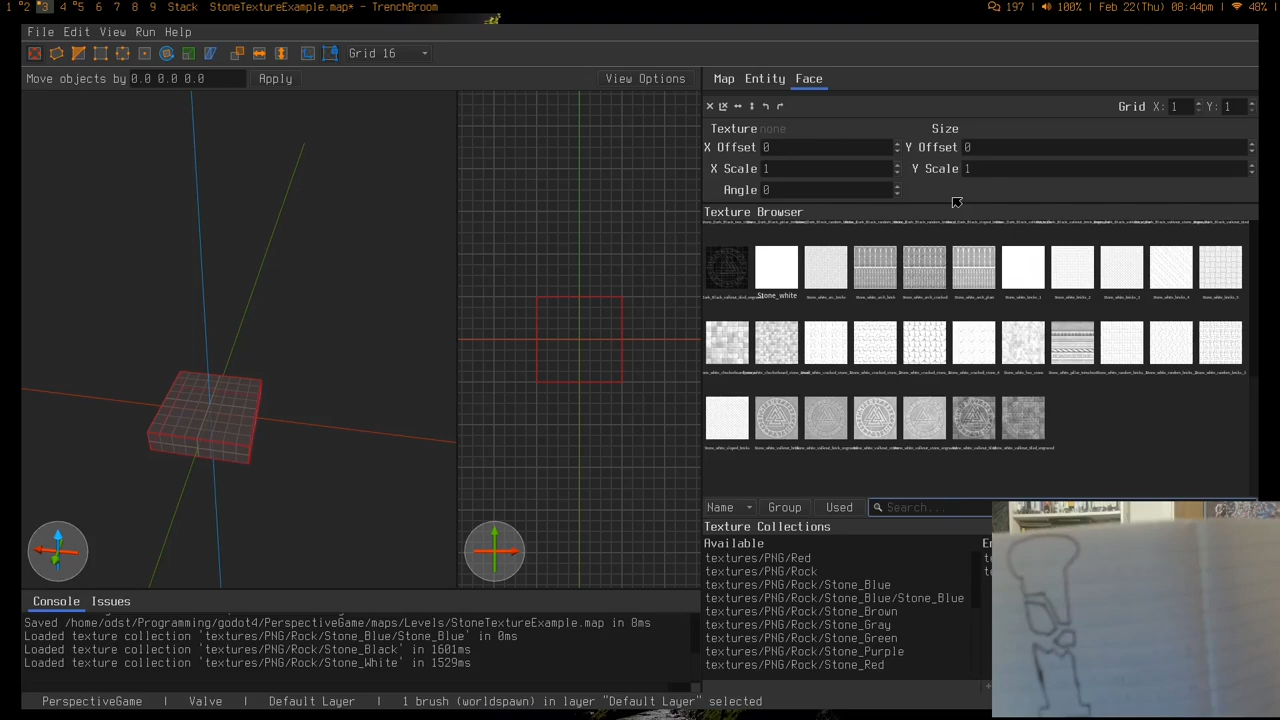 1 2 3 4 5 6 7 8 9 Stack StoneTextureExample.map* - TrenchBroom
197 | 100% | Feb 22(Thu) 08:44pm | 48%
File Edit View Run Help
Grid 16
Move objects by 0.0 0.0 0.0 Apply View Options
Map Entity Face
Grid X: 1 Y: 1
Texture none Size
X Offset 0 Y Offset 0
X Scale 1 Y Scale 1
Angle 0
Texture Browser
Stone_white
Name Group Used Search...
Texture Collections
Available
textures/PNG/Red
textures/PNG/Rock
textures/PNG/Rock/Stone_Blue
textures/PNG/Rock/Stone_Blue/Stone_Blue
textures/PNG/Rock/Stone_Brown
textures/PNG/Rock/Stone_Gray
textures/PNG/Rock/Stone_Green
textures/PNG/Rock/Stone_Purple
textures/PNG/Rock/Stone_Red
Console Issues
Saved /home/odst/Programming/godot4/PerspectiveGame/maps/Levels/StoneTextureExample.map in 8ms
Loaded texture collection 'textures/PNG/Rock/Stone_Blue/Stone_Blue' in 0ms
Loaded texture collection 'textures/PNG/Rock/Stone_Black' in 1601ms
Loaded texture collection 'textures/PNG/Rock/Stone_White' in 1529ms
PerspectiveGame | Valve | Default Layer | 1 brush (worldspawn) in layer "Default Layer" selected